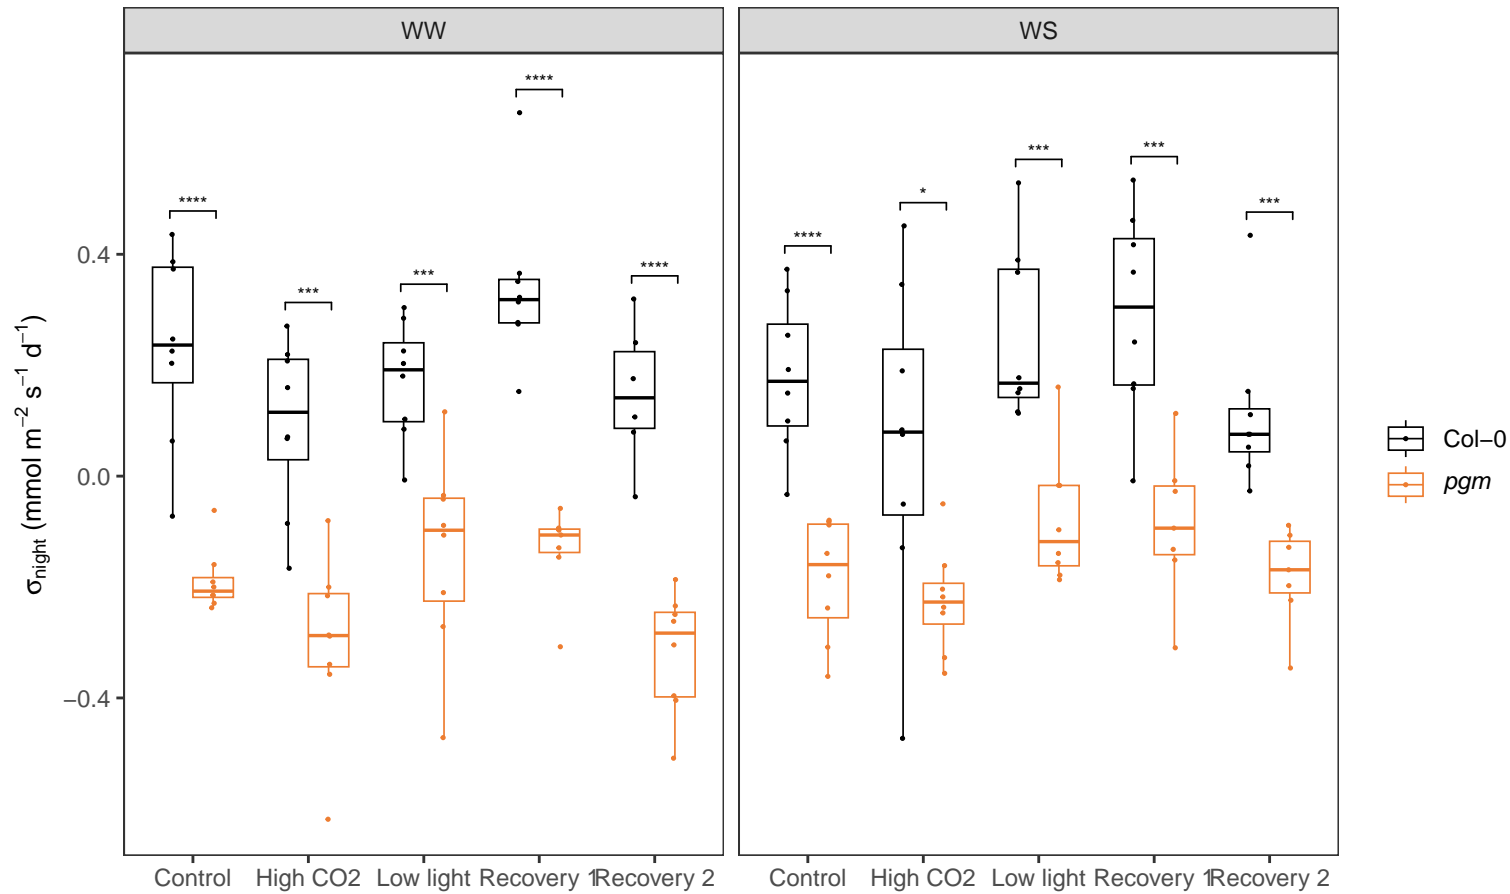 WW
WS
****
***
***
****
****
****
*
***
***
***
0.4
0.0
−0.4
σnight (mmol m−2 s−1 d−1)
Control High CO2 Low light Recovery 1 Recovery 2
Control High CO2 Low light Recovery 1 Recovery 2
Col−0
pgm